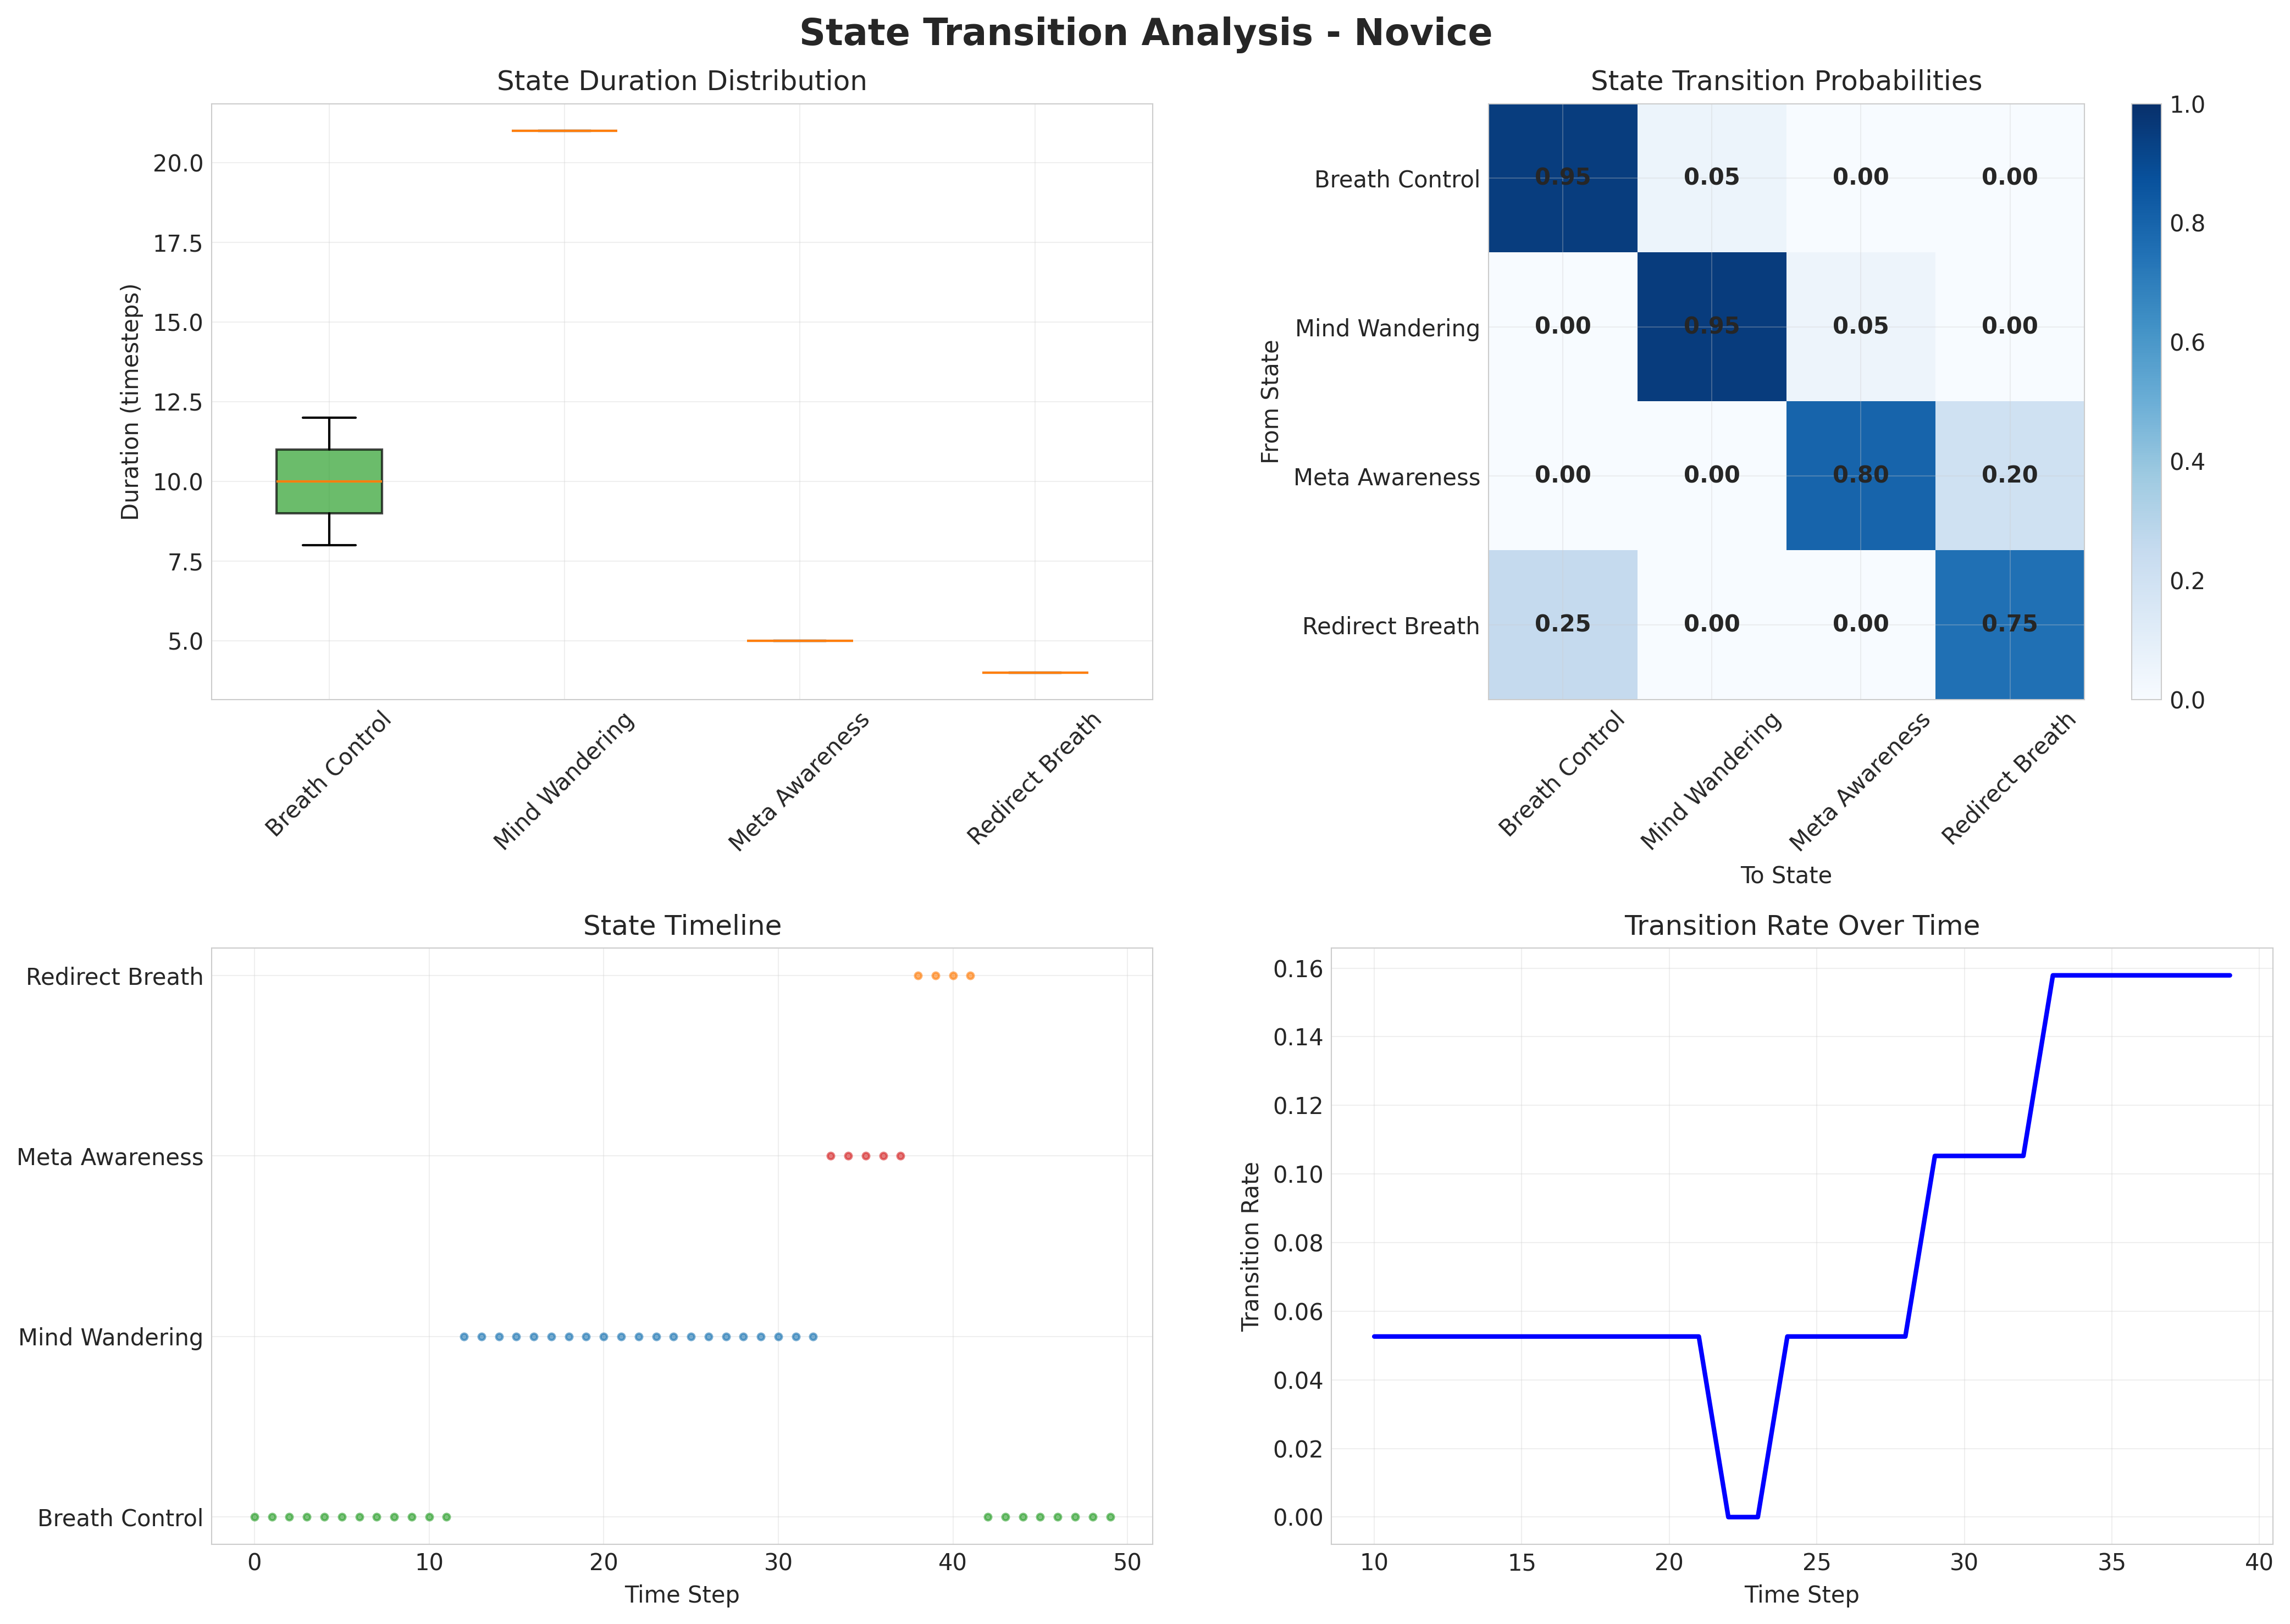 State Transition Analysis - Novice
State Duration Distribution
20.0
17.5
15.0
12.5
10.0
7.5
5.0
Duration (timesteps)
Breath Control
Mind Wandering
Meta Awareness
Redirect Breath
State Transition Probabilities
From State
Breath Control 0.95 0.05 0.00 0.00
Mind Wandering 0.00 0.95 0.05 0.00
Meta Awareness 0.00 0.00 0.80 0.20
Redirect Breath 0.25 0.00 0.00 0.75
Breath Control
Mind Wandering
Meta Awareness
Redirect Breath
To State
1.0
0.8
0.6
0.4
0.2
0.0
State Timeline
Redirect Breath
Meta Awareness
Mind Wandering
Breath Control
0 10 20 30 40 50
Time Step
Transition Rate Over Time
0.16
0.14
0.12
0.10
0.08
0.06
0.04
0.02
0.00
Transition Rate
10 15 20 25 30 35 40
Time Step